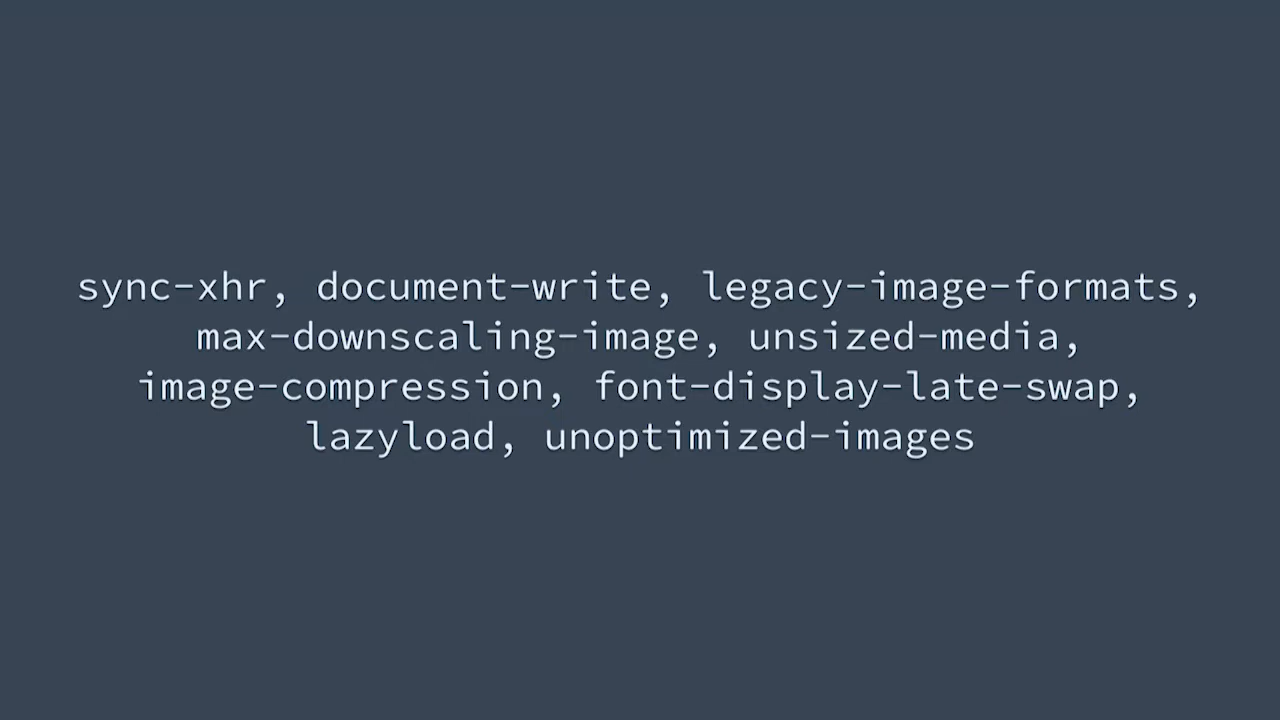 sync-xhr, document-write, legacy-image-formats,
max-downscaling-image, unsized-media,
image-compression, font-display-late-swap,
lazyload, unoptimized-images